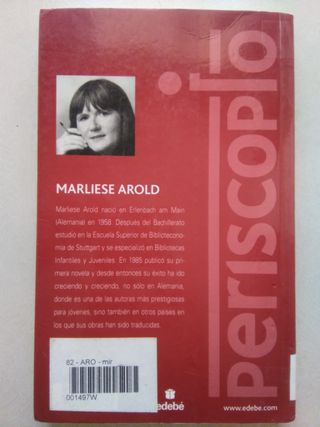 MARLIESE AROLD
Marliese Arold nació en Erlenbach am Main
(Alemania) en 1958. Después del Bachillerato
estudió en la Escuela Superior de Biblioteconο-
mía de Stuttgart y se especializó en Bibliotecas
Infantiles y Juveniles. En 1985 publicó su pri-
mera novela y desde entonces su éxito ha ido
creciendo y creciendo, no sólo en Alemania,
donde es una de las autoras más prestigiosas
para jóvenes, sino también en otros países en
los que sus obras han sido traducidas.
82 - ARO - mir
001497W
edebé
www.edebe.com
periscopio